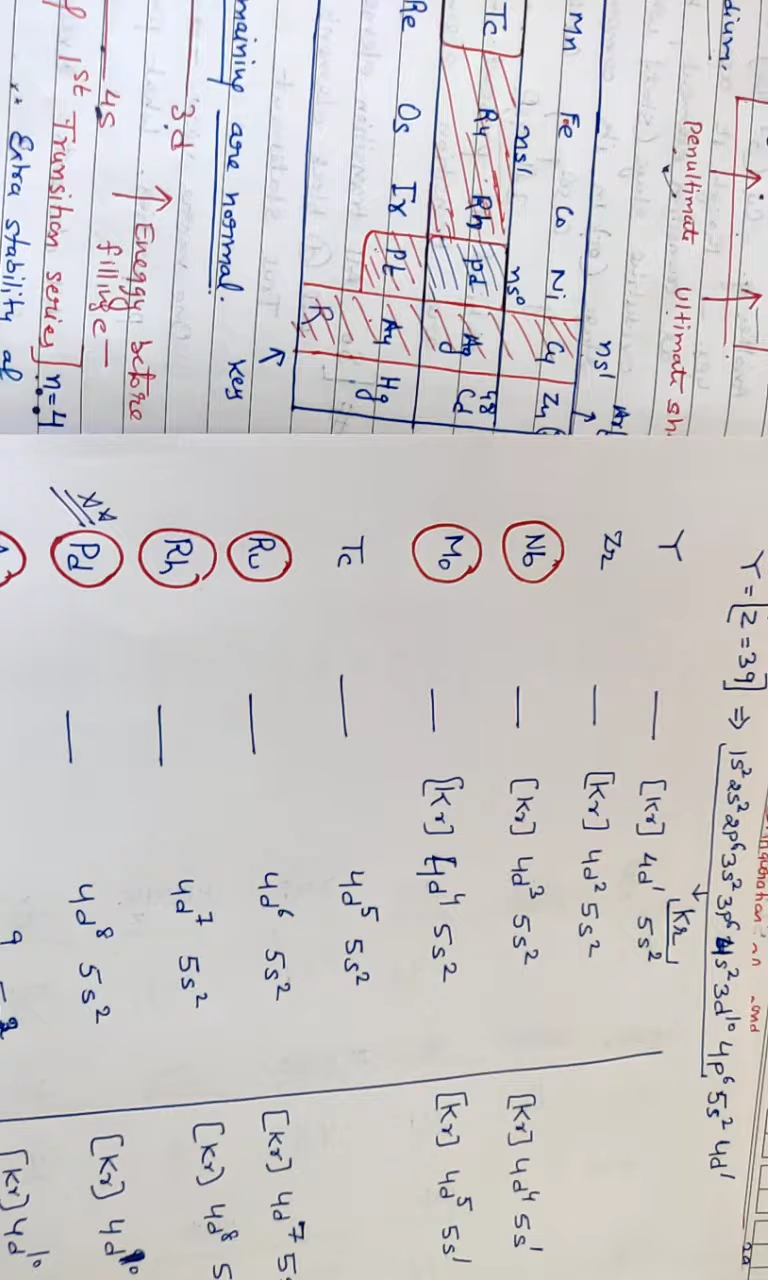 dium.
Penultimate Ultimate sh
ns¹
Mn Fe Co Ni Cu Zn
ns¹ ns⁰
Tc Ru Rh Pd Ag 48 Cd
Re Os Ir Pt Au Hg
maining are normal. key
3d
↑ Energy before
4s filling e⁻
1st Transition series] n=4
Extra stability of
Y = [Z = 39] ⇒ 1s² 2s² 2p⁶ 3s² 3p⁶ 4s² 3d¹⁰ 4p⁶ 5s² 4d¹
[Kr]
Y — [Kr] 4d¹ 5s²
Zr — [Kr] 4d² 5s²
Nb — [Kr] 4d³ 5s² [Kr] 4d⁴ 5s¹
Mo — [Kr] 4d⁴ 5s² [Kr] 4d⁵ 5s¹
Tc — 4d⁵ 5s²
Ru — 4d⁶ 5s² [Kr] 4d⁷ 5s
Rh — 4d⁷ 5s² [Kr] 4d⁸ 5
Pd — 4d⁸ 5s² [Kr] 4d¹⁰
[Kr] 4d¹⁰